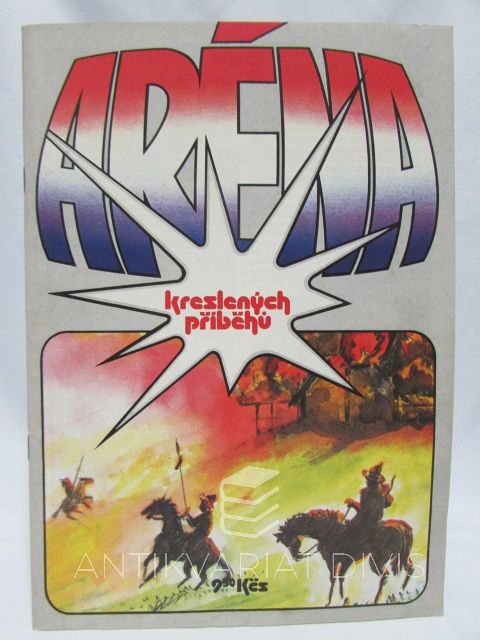 ARÉNA
kreslených
příběhů
ANTIKVARIÁT DIVIŠ
9,50 Kčs